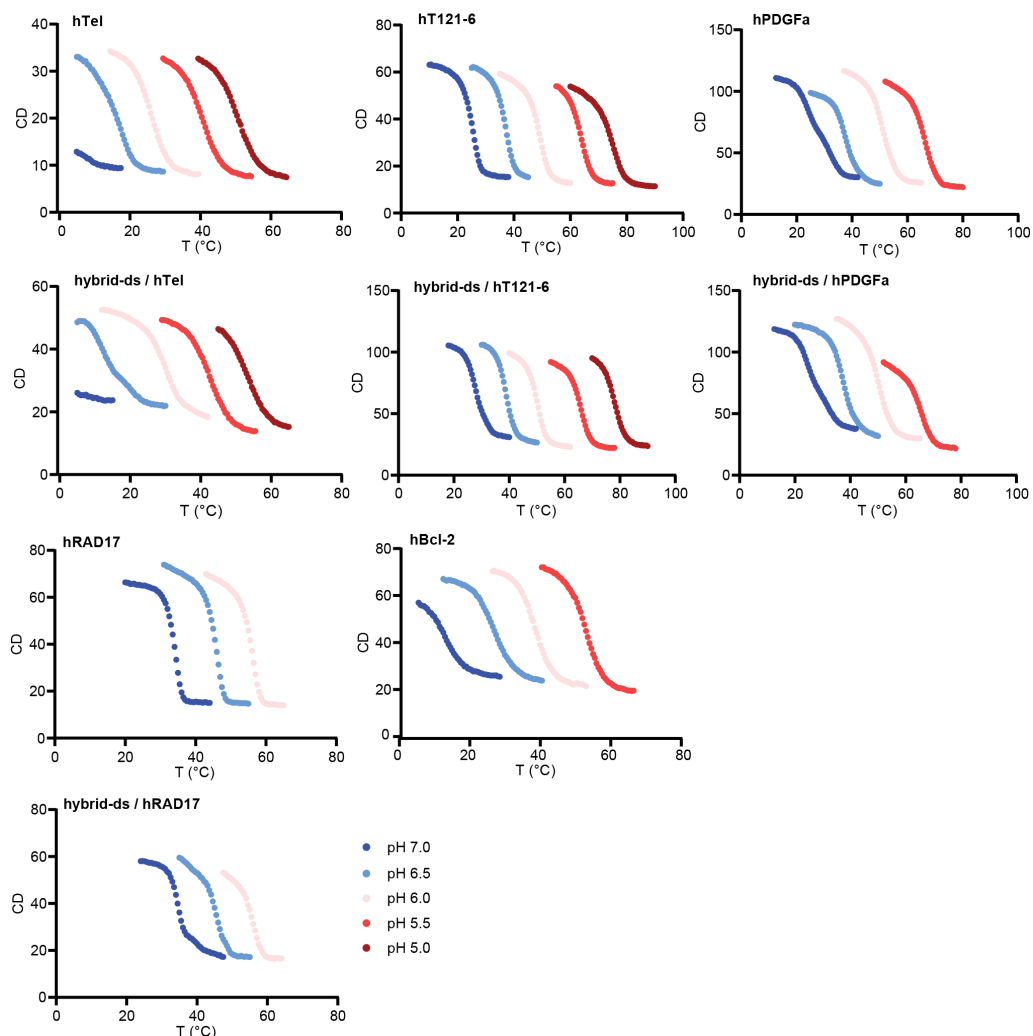 hTel
40
30
20
10
0
CD
0 20 40 60 80
T (°C)
hT121-6
80
60
40
20
0
CD
0 20 40 60 80 100
T (°C)
hPDGFa
150
100
50
0
CD
0 20 40 60 80 100
T (°C)
hybrid-ds / hTel
60
40
20
0
CD
0 20 40 60 80
T (°C)
hybrid-ds / hT121-6
150
100
50
0
CD
0 20 40 60 80 100
T (°C)
hybrid-ds / hPDGFa
150
100
50
0
CD
0 20 40 60 80 100
T (°C)
hRAD17
80
60
40
20
0
CD
0 20 40 60 80
T (°C)
hBcl-2
80
60
40
20
0
CD
0 20 40 60 80
T (°C)
hybrid-ds / hRAD17
80
60
40
20
0
CD
0 20 40 60 80
T (°C)
pH 7.0
pH 6.5
pH 6.0
pH 5.5
pH 5.0